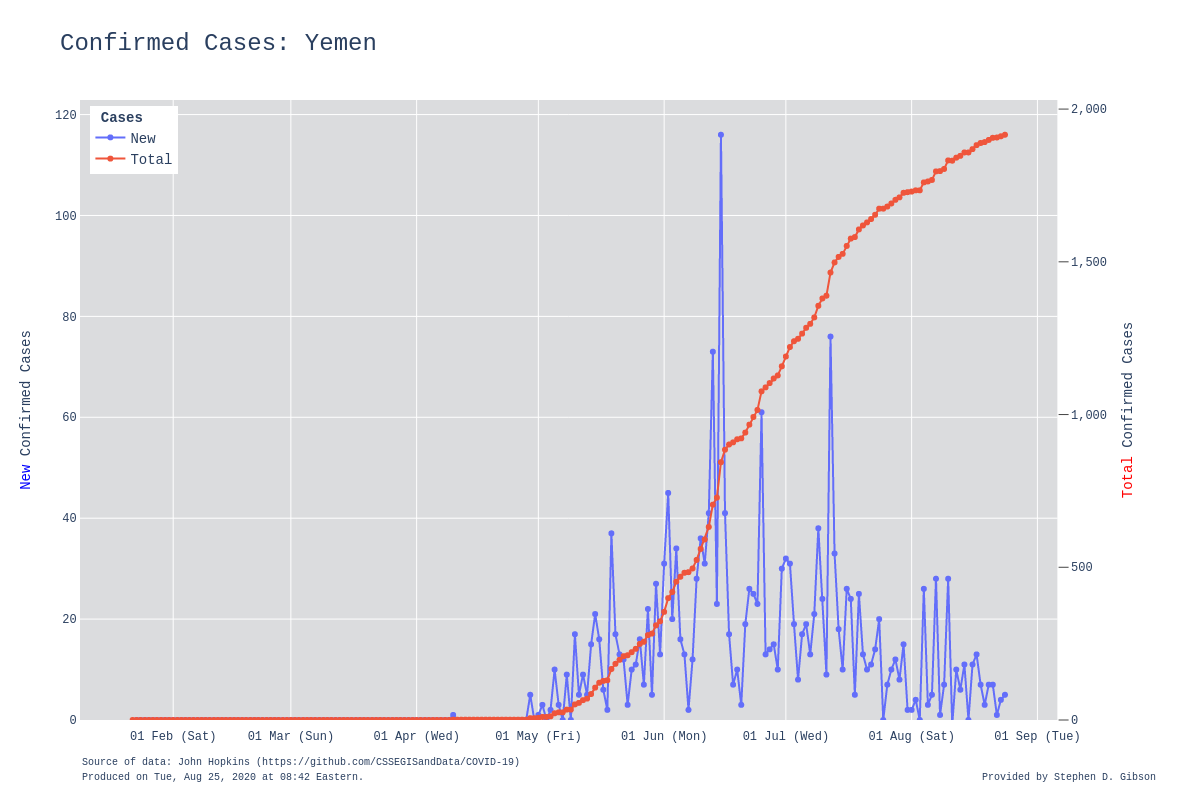 Confirmed Cases: Yemen
Cases
New
Total
120
100
80
60
40
20
0
2,000
1,500
1,000
500
0
New Confirmed Cases
Total Confirmed Cases
01 Feb (Sat)
01 Mar (Sun)
01 Apr (Wed)
01 May (Fri)
01 Jun (Mon)
01 Jul (Wed)
01 Aug (Sat)
01 Sep (Tue)
Source of data: John Hopkins (https://github.com/CSSEGISandData/COVID-19)
Produced on Tue, Aug 25, 2020 at 08:42 Eastern.
Provided by Stephen D. Gibson